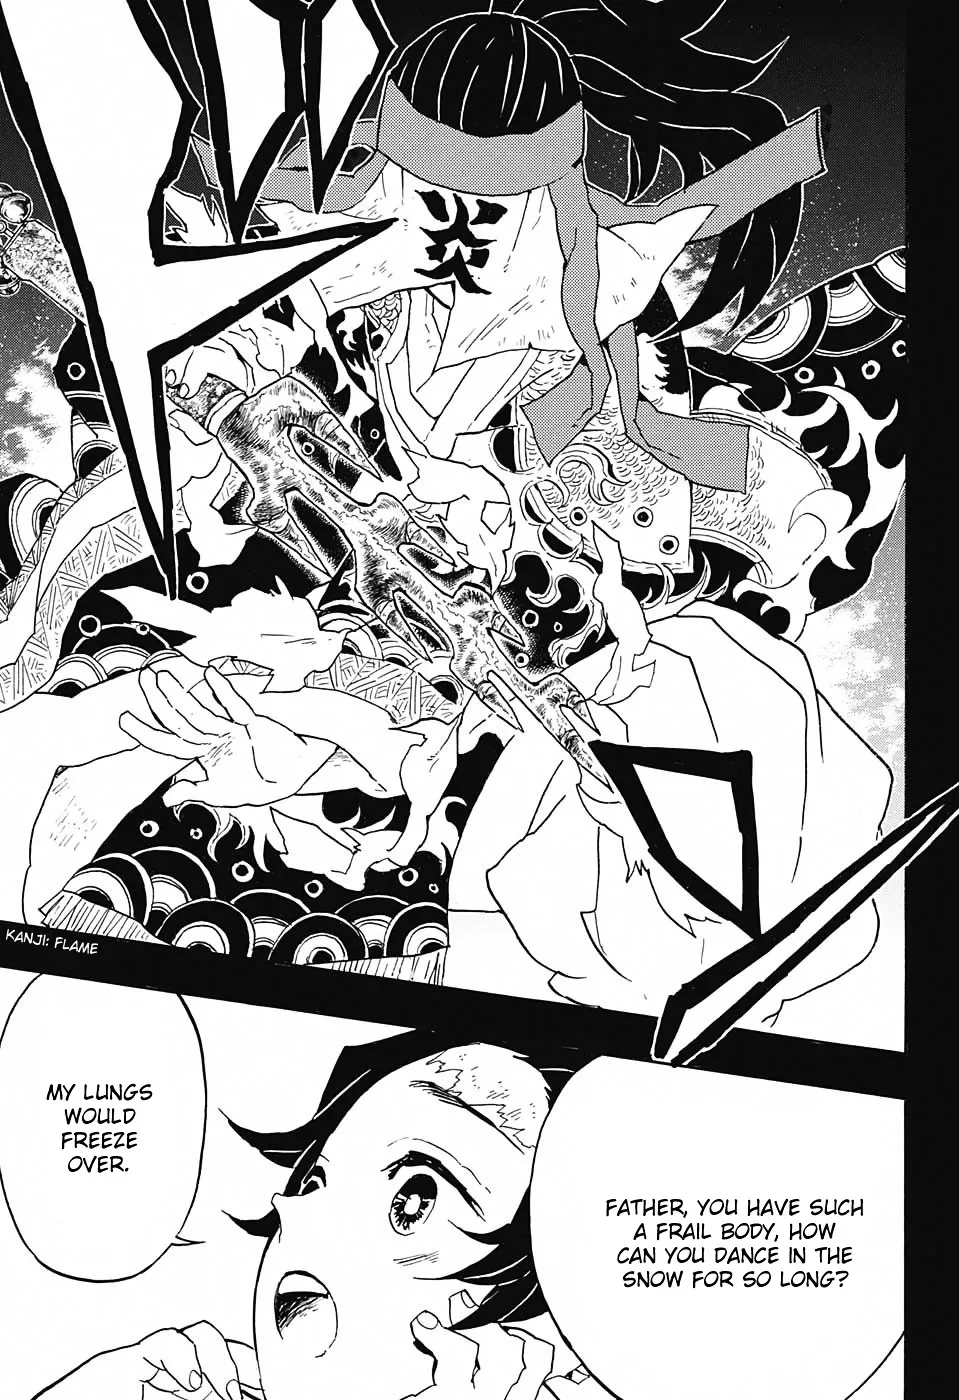 炎
KANJI: FLAME
FATHER, YOU HAVE SUCH
A FRAIL BODY, HOW
CAN YOU DANCE IN THE
SNOW FOR SO LONG?
MY LUNGS
WOULD
FREEZE
OVER.